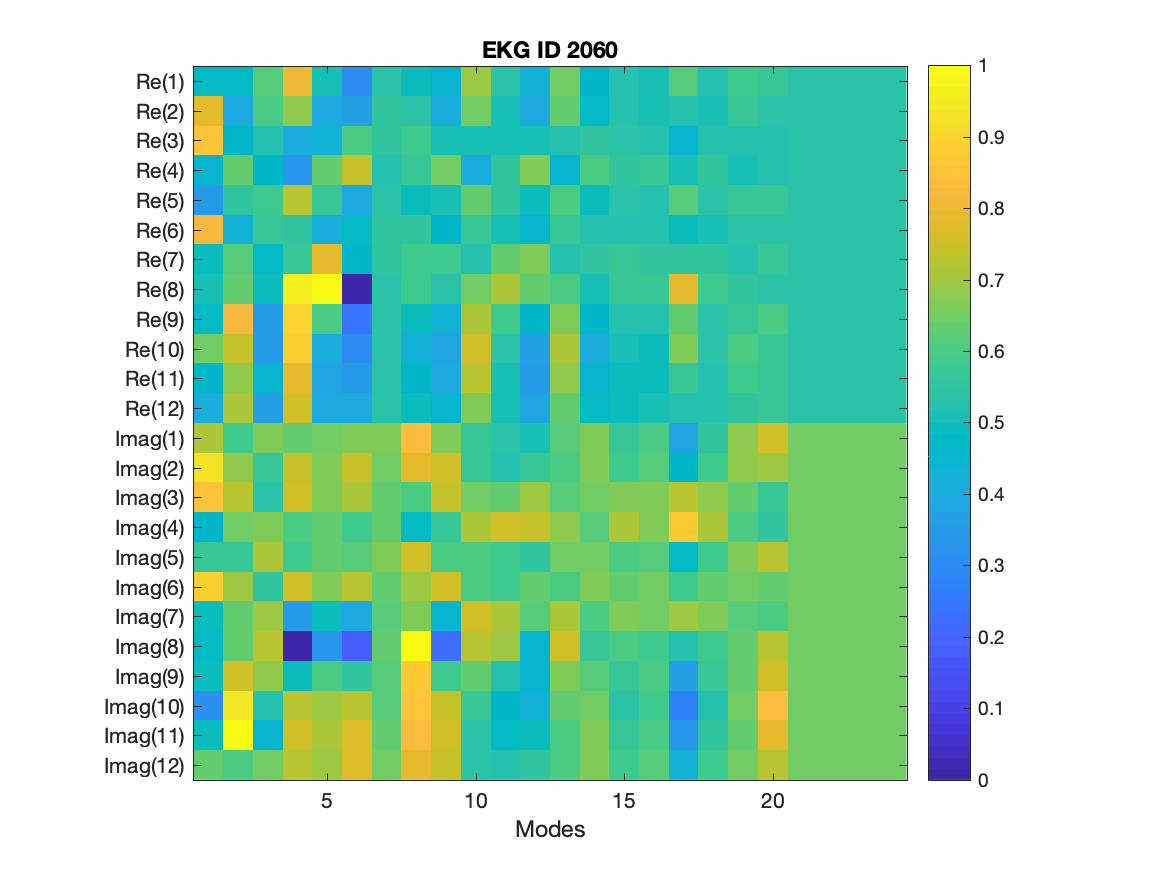 EKG ID 2060
Re(1)
Re(2)
Re(3)
Re(4)
Re(5)
Re(6)
Re(7)
Re(8)
Re(9)
Re(10)
Re(11)
Re(12)
Imag(1)
Imag(2)
Imag(3)
Imag(4)
Imag(5)
Imag(6)
Imag(7)
Imag(8)
Imag(9)
Imag(10)
Imag(11)
Imag(12)
5 10 15 20
Modes
1
0.9
0.8
0.7
0.6
0.5
0.4
0.3
0.2
0.1
0